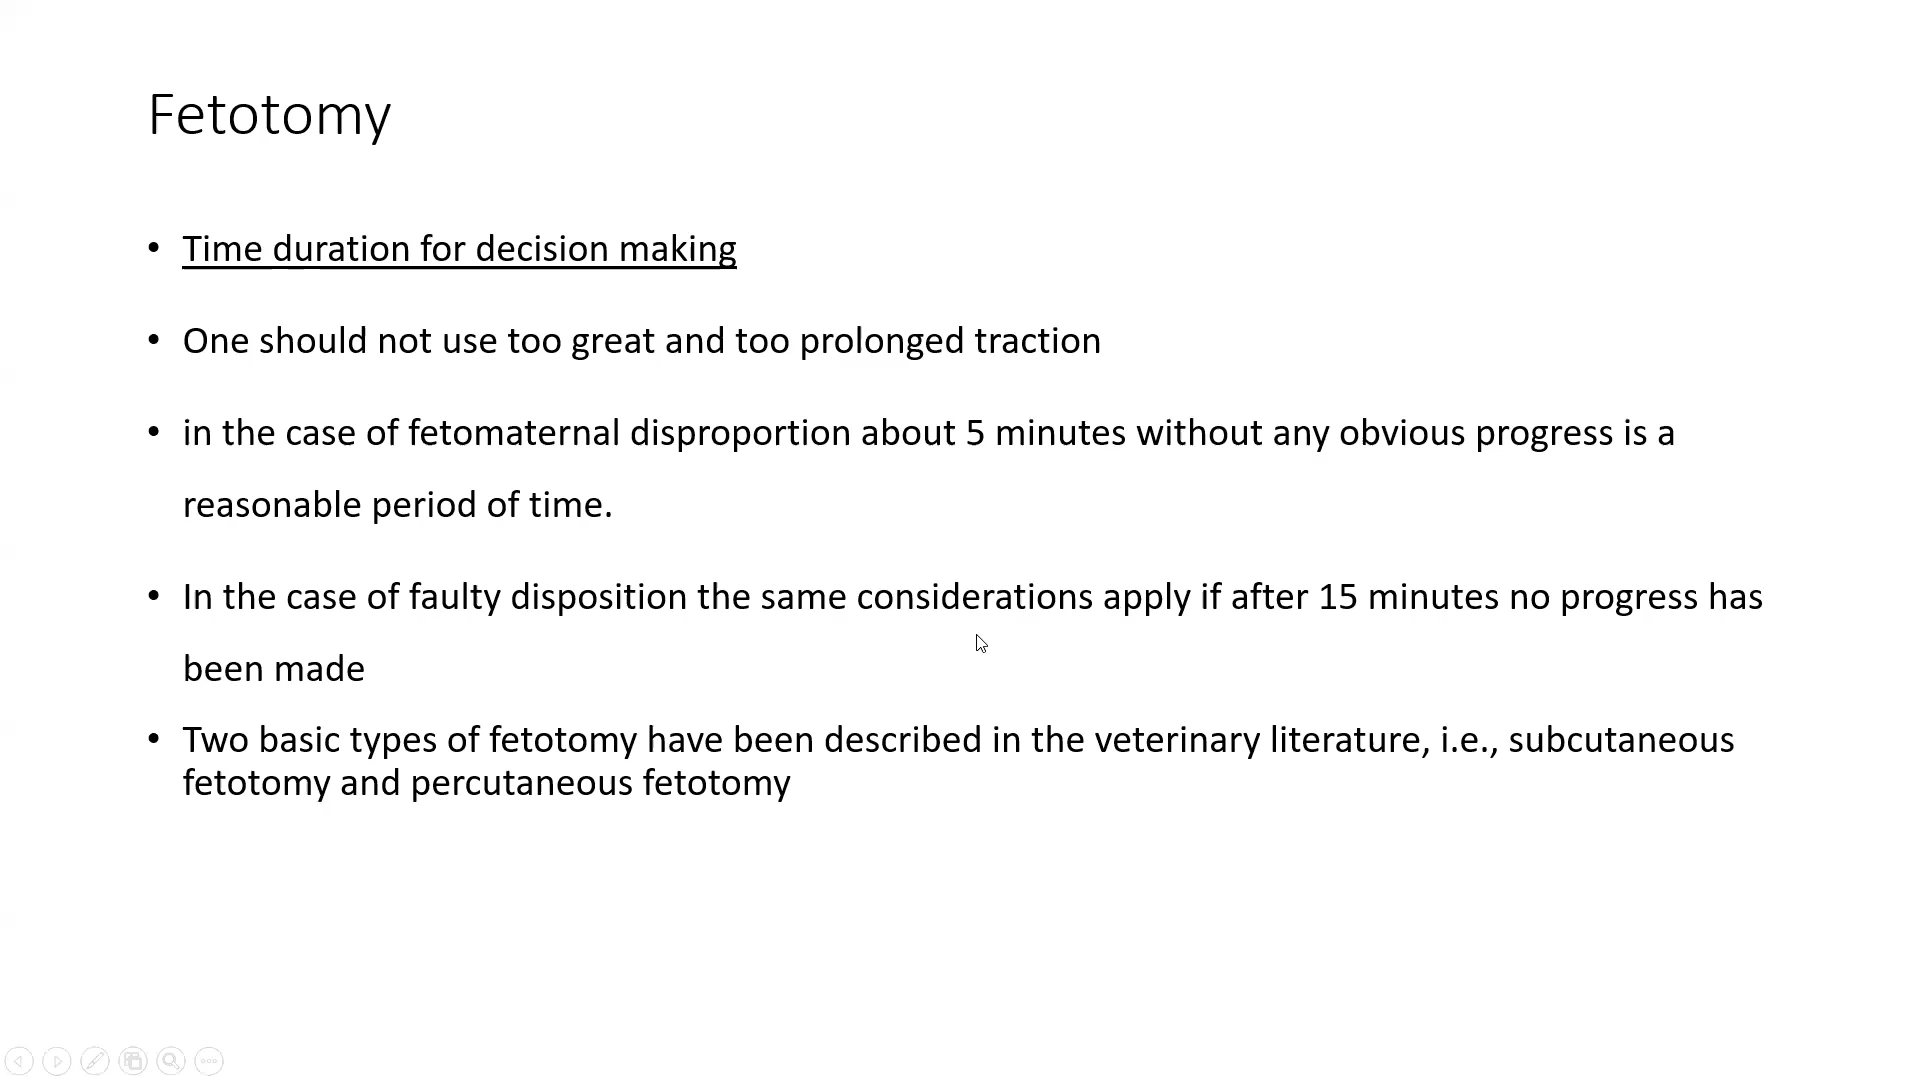 Fetotomy
• Time duration for decision making
• One should not use too great and too prolonged traction
• in the case of fetomaternal disproportion about 5 minutes without any obvious progress is a
reasonable period of time.
• In the case of faulty disposition the same considerations apply if after 15 minutes no progress has
been made
• Two basic types of fetotomy have been described in the veterinary literature, i.e., subcutaneous
fetotomy and percutaneous fetotomy